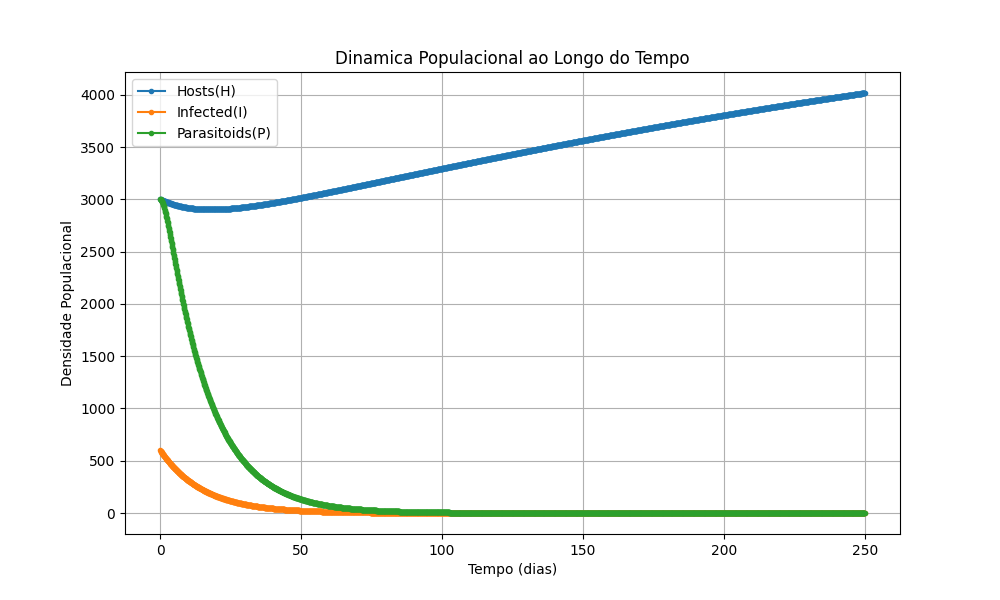 Dinamica Populacional ao Longo do Tempo
Hosts(H)
Infected(I)
Parasitoids(P)
Densidade Populacional
4000
3500
3000
2500
2000
1500
1000
500
0
0 50 100 150 200 250
Tempo (dias)